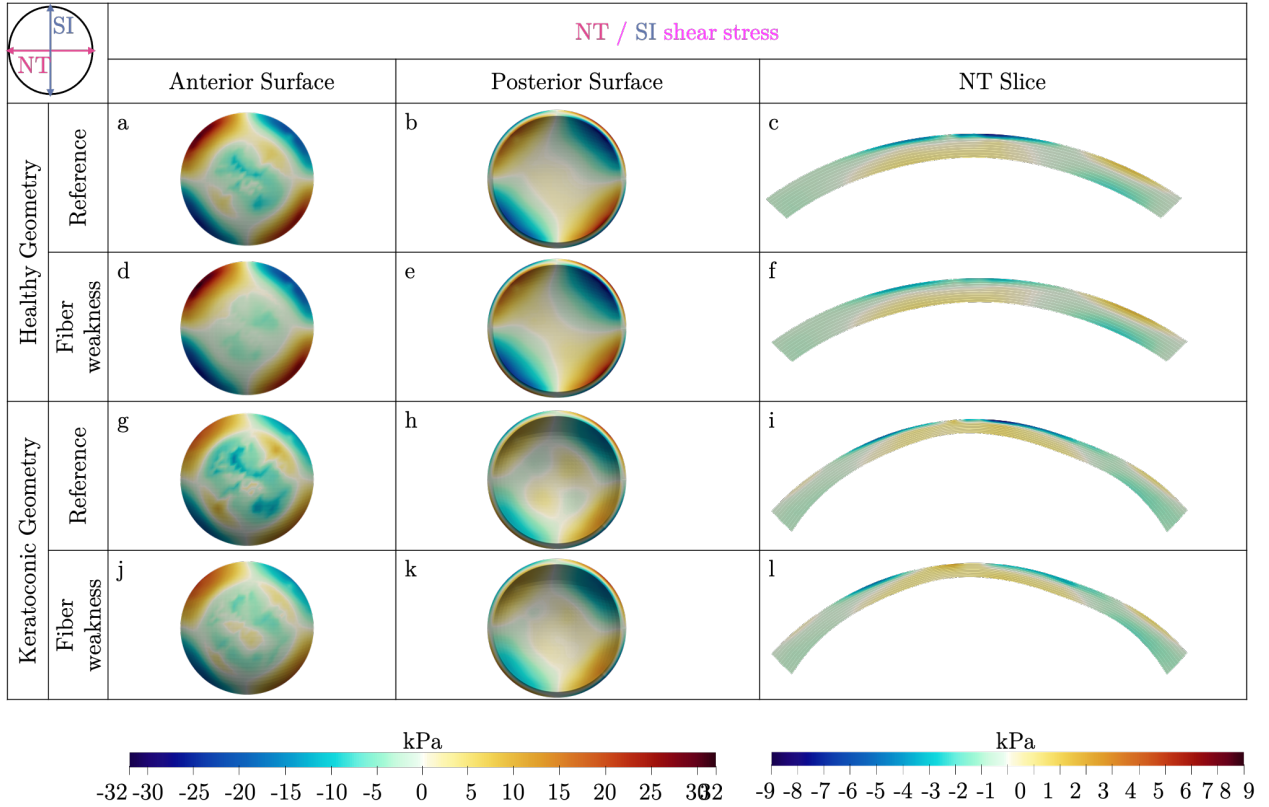 SI
NT
NT / SI shear stress
Anterior Surface
Posterior Surface
NT Slice
Healthy Geometry
Reference
a
b
c
Fiber
weakness
d
e
f
Keratoconic Geometry
Reference
g
h
i
Fiber
weakness
j
k
l
kPa
-32 -30 -25 -20 -15 -10 -5 0 5 10 15 20 25 30 32
kPa
-9 -8 -7 -6 -5 -4 -3 -2 -1 0 1 2 3 4 5 6 7 8 9